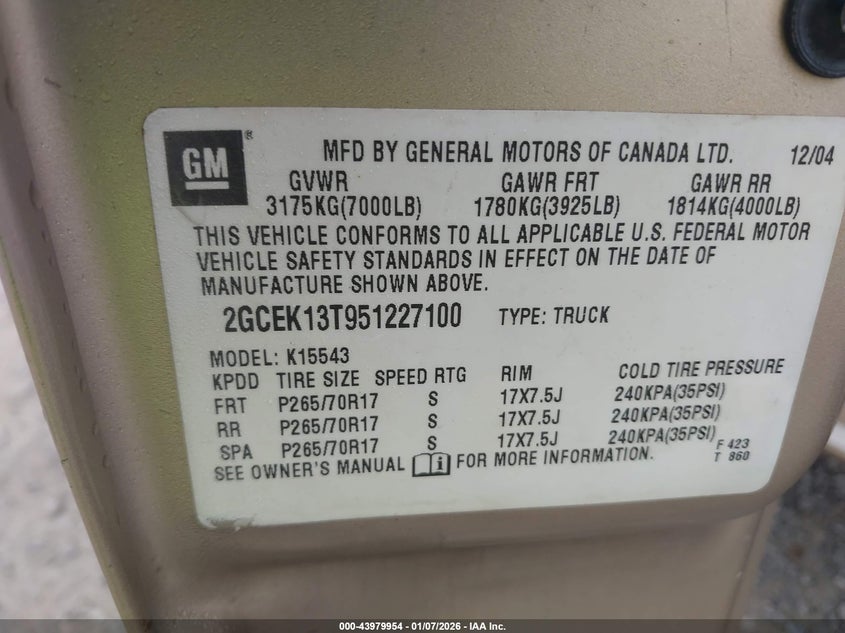 GM ® MFD BY GENERAL MOTORS OF CANADA LTD. 12/04
GVWR GAWR FRT GAWR RR
3175KG(7000LB) 1780KG(3925LB) 1814KG(4000LB)
THIS VEHICLE CONFORMS TO ALL APPLICABLE U.S. FEDERAL MOTOR
VEHICLE SAFETY STANDARDS IN EFFECT ON THE DATE OF
MANUFACTURE SHOWN ABOVE.
2GCEK13T951227100 TYPE: TRUCK
MODEL: K15543
KPDD TIRE SIZE SPEED RTG RIM COLD TIRE PRESSURE
FRT P265/70R17 S 17X7.5J 240KPA(35PSI)
RR P265/70R17 S 17X7.5J 240KPA(35PSI)
SPA P265/70R17 S 17X7.5J 240KPA(35PSI)
SEE OWNER'S MANUAL FOR MORE INFORMATION.
F 423
T 860
000-43979954 - 01/07/2026 - IAA Inc.